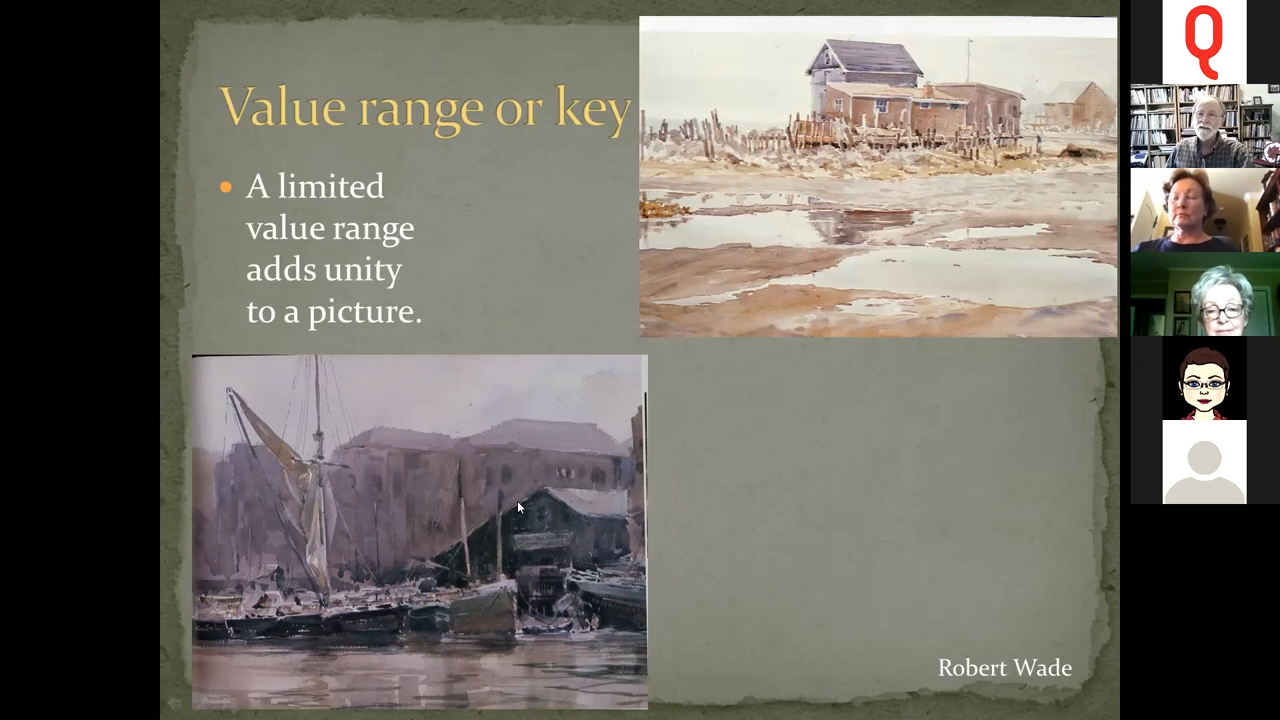 Value range or key
A limited
value range
adds unity
to a picture.
Robert Wade
Q